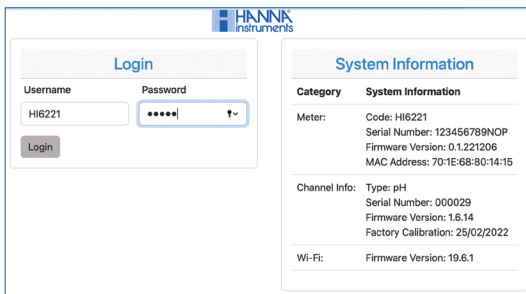 HANNA
instruments
Login
Username
Password
HI6221
•••••
Login
System Information
Category System Information
Meter: Code: HI6221
Serial Number: 123456789NOP
Firmware Version: 0.1.221206
MAC Address: 70:1E:68:80:14:15
Channel Info: Type: pH
Serial Number: 000029
Firmware Version: 1.6.14
Factory Calibration: 25/02/2022
Wi-Fi: Firmware Version: 19.6.1